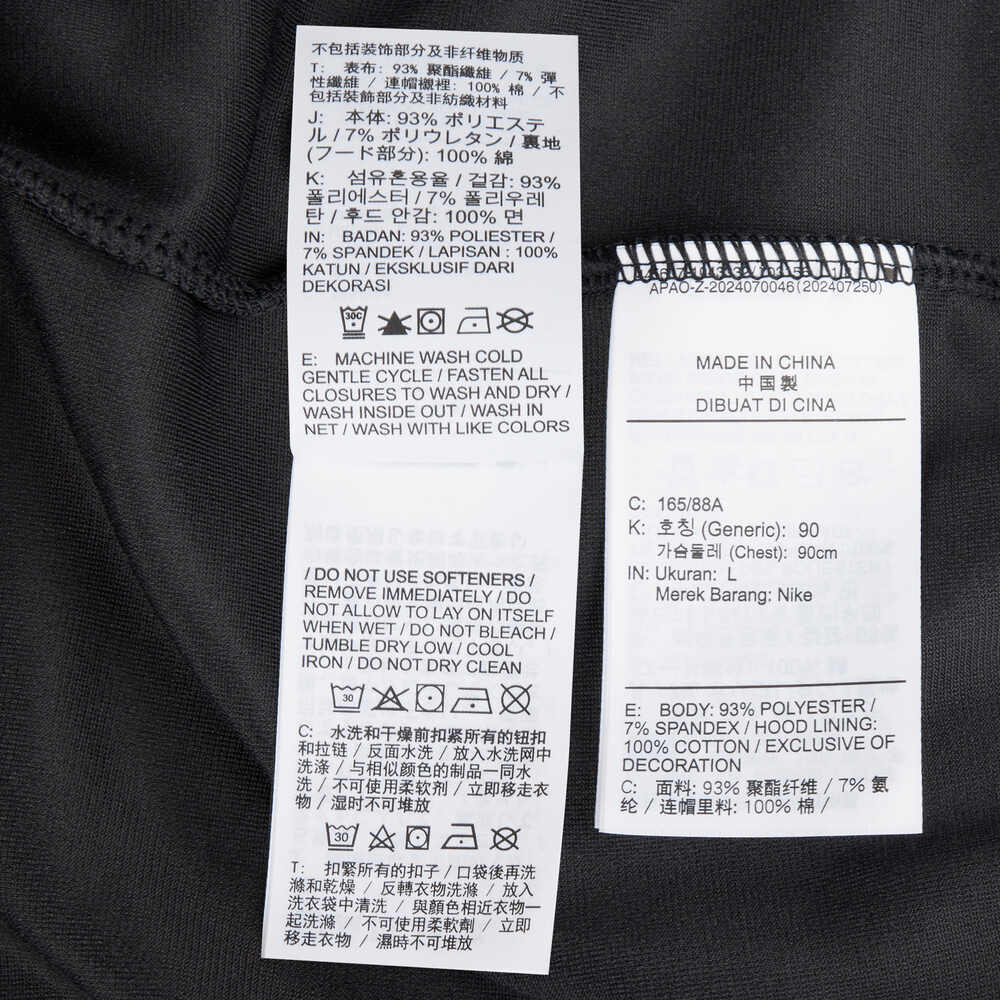 不包括装饰部分及非纤维物质
T: 表布: 93% 聚酯纖維 / 7% 彈
性纖維 / 連帽襯裡: 100% 棉 / 不
包括裝飾部分及非紡織材料
J: 本体: 93% ポリエステ
ル / 7% ポリウレタン / 裏地
(フード部分): 100% 綿
K: 섬유혼용율 / 겉감: 93%
폴리에스터 / 7% 폴리우레
탄 / 후드 안감: 100% 면
IN: BADAN: 93% POLIESTER /
7% SPANDEK / LAPISAN : 100%
KATUN / EKSKLUSIF DARI
DEKORASI
30C
E: MACHINE WASH COLD
GENTLE CYCLE / FASTEN ALL
CLOSURES TO WASH AND DRY /
WASH INSIDE OUT / WASH IN
NET / WASH WITH LIKE COLORS
/ DO NOT USE SOFTENERS /
REMOVE IMMEDIATELY / DO
NOT ALLOW TO LAY ON ITSELF
WHEN WET / DO NOT BLEACH /
TUMBLE DRY LOW / COOL
IRON / DO NOT DRY CLEAN
30
C: 水洗和干燥前扣紧所有的钮扣
和拉链 / 反面水洗 / 放入水洗网中
洗涤 / 与相似颜色的制品一同水
洗 / 不可使用柔软剂 / 立即移走衣
物 / 湿时不可堆放
30
T: 扣緊所有的扣子 / 口袋後再洗
滌和乾燥 / 反轉衣物洗滌 / 放入
洗衣袋中清洗 / 與顏色相近衣物一
起洗滌 / 不可使用柔軟劑 / 立即
移走衣物 / 濕時不可堆放
APAO-Z-2024070046 (202407250)
MADE IN CHINA
中国製
DIBUAT DI CINA
C: 165/88A
K: 호칭 (Generic): 90
가슴둘레 (Chest): 90cm
IN: Ukuran: L
Merek Barang: Nike
E: BODY: 93% POLYESTER /
7% SPANDEX / HOOD LINING:
100% COTTON / EXCLUSIVE OF
DECORATION
C: 面料: 93% 聚酯纤维 / 7% 氨
纶 / 连帽里料: 100% 棉 /